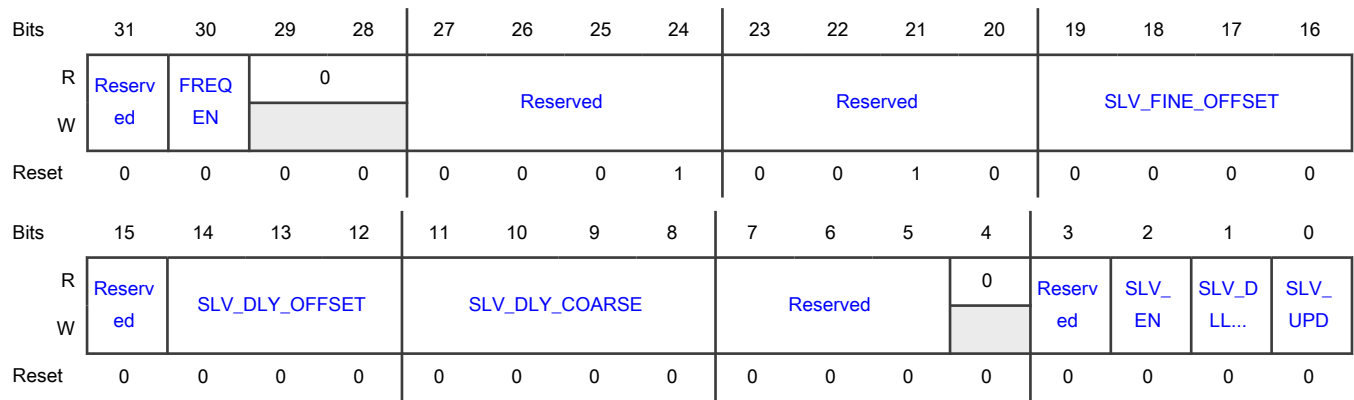 Bits 31 30 29 28 27 26 25 24 23 22 21 20 19 18 17 16
R Reserv FREQ 0 Reserved Reserved SLV_FINE_OFFSET
W ed EN
Reset 0 0 0 0 0 0 0 1 0 0 1 0 0 0 0 0
Bits 15 14 13 12 11 10 9 8 7 6 5 4 3 2 1 0
R Reserv SLV_DLY_OFFSET SLV_DLY_COARSE Reserved 0 Reserv SLV_ SLV_D SLV_
W ed ed EN LL... UPD
Reset 0 0 0 0 0 0 0 0 0 0 0 0 0 0 0 0